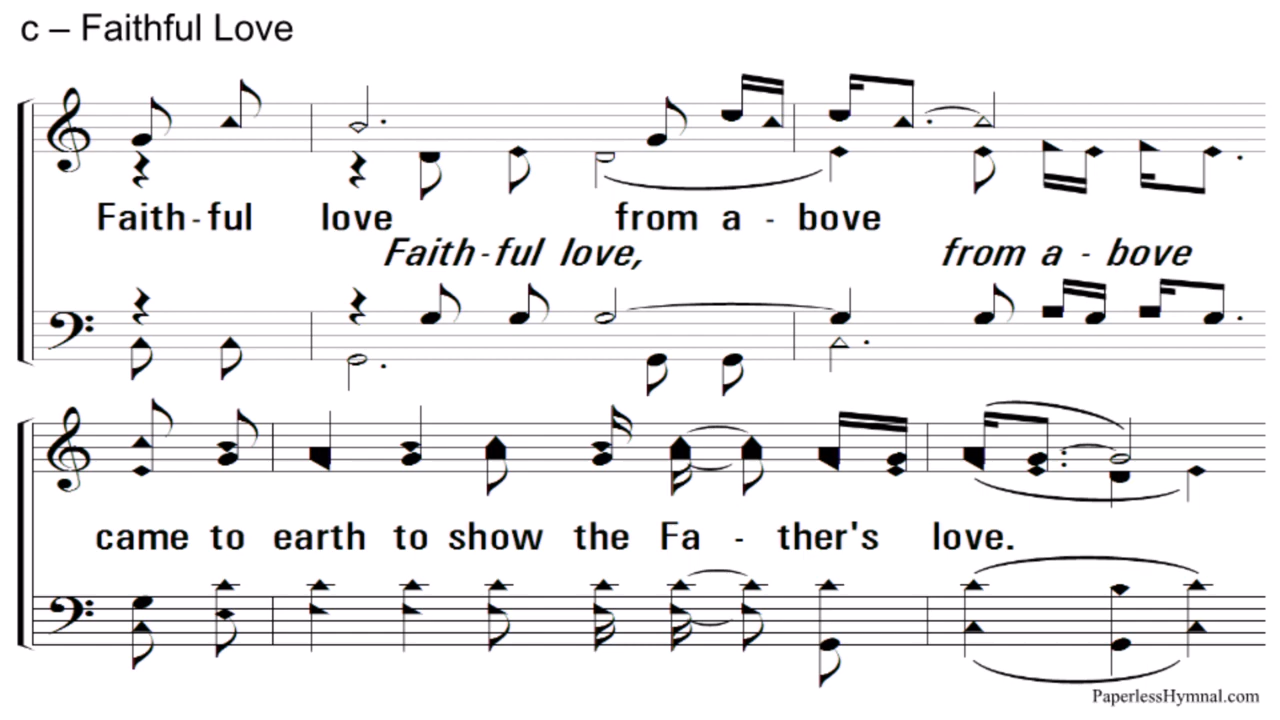 c – Faithful Love
Faith - ful love from a - bove
Faith - ful love, from a - bove
came to earth to show the Fa - ther's love.
PaperlessHymnal.com